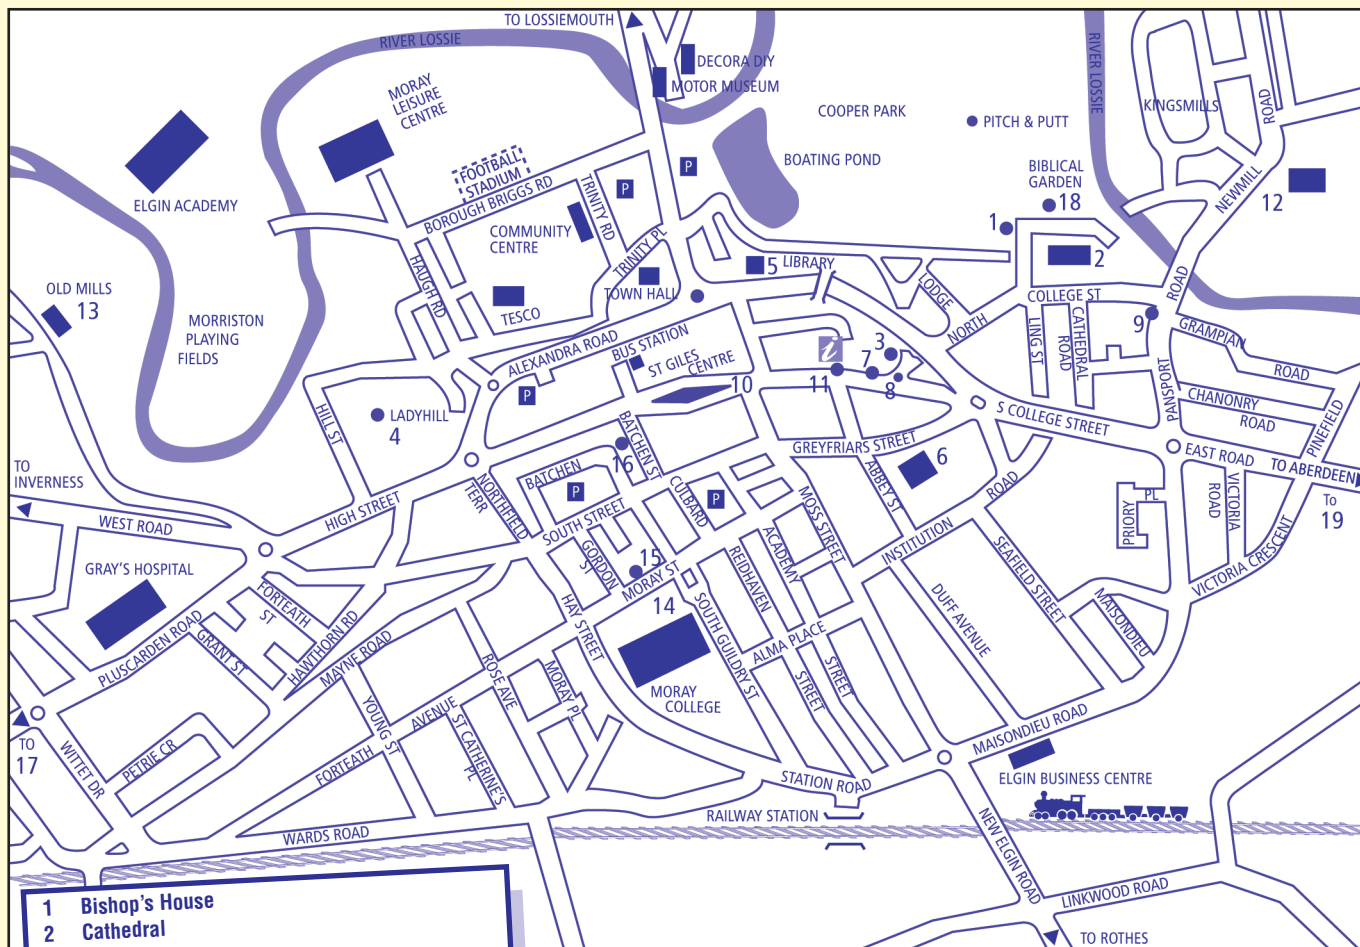 TO LOSSIEMOUTH
RIVER LOSSIE
DECORA DIY
MOTOR MUSEUM
MORAY
LEISURE
CENTRE
COOPER PARK
PITCH & PUTT
RIVER LOSSIE
KINGSMILLS
ROAD
NEWMILL
ELGIN ACADEMY
FOOTBALL
STADIUM
BOROUGH BRIGGS RD
TRINITY RD
P
P
BOATING POND
BIBLICAL
GARDEN
18
1
12
COMMUNITY
CENTRE
TRINITY PL
HAUGH RD
TOWN HALL
5 LIBRARY
2
LODGE
COLLEGE ST
ROAD
OLD MILLS
13
MORRISTON
PLAYING
FIELDS
TESCO
ALEXANDRA ROAD
BUS STATION
ST GILES
CENTRE
10
i
11
3
7
8
NORTH
LING ST
CATHEDRAL
ROAD
9
GRAMPIAN
ROAD
PANSPORT
CHANONRY
ROAD
PINEFIELD
P
HILL ST
LADYHILL
4
BATCHEN ST
16
BATCHEN
P
P
GREYFRIARS STREET
6
S COLLEGE STREET
EAST ROAD
TO ABERDEEN
TO
19
TO
INVERNESS
WEST ROAD
HIGH STREET
NORTHFIELD
TERR
SOUTH STREET
CULBARD
ABBEY ST
MOSS STREET
INSTITUTION
ROAD
PRIORY
PL
VICTORIA
ROAD
VICTORIA CRESCENT
GRAY'S HOSPITAL
FORTEATH
ST
GORDON
ST
15
MORAY ST
14
REIDHAVEN
ACADEMY
SEAFIELD STREET
MAISONDIEU
DUFF AVENUE
PLUSCARDEN ROAD
GRANT ST
HAWTHORN RD
MAYNE ROAD
HAY STREET
SOUTH GUILDRY ST
ALMA PLACE
STREET
STREET
ROSE AVE
MORAY PL
MORAY
COLLEGE
TO
17
WITTET DR
PETRIE CR
YOUNG ST
FORTEATH
AVENUE
ST CATHERINE'S
PL
STATION ROAD
MAISONDIEU ROAD
ELGIN BUSINESS CENTRE
RAILWAY STATION
WARDS ROAD
NEW ELGIN ROAD
LINKWOOD ROAD
TO ROTHES
1 Bishop's House
2 Cathedral